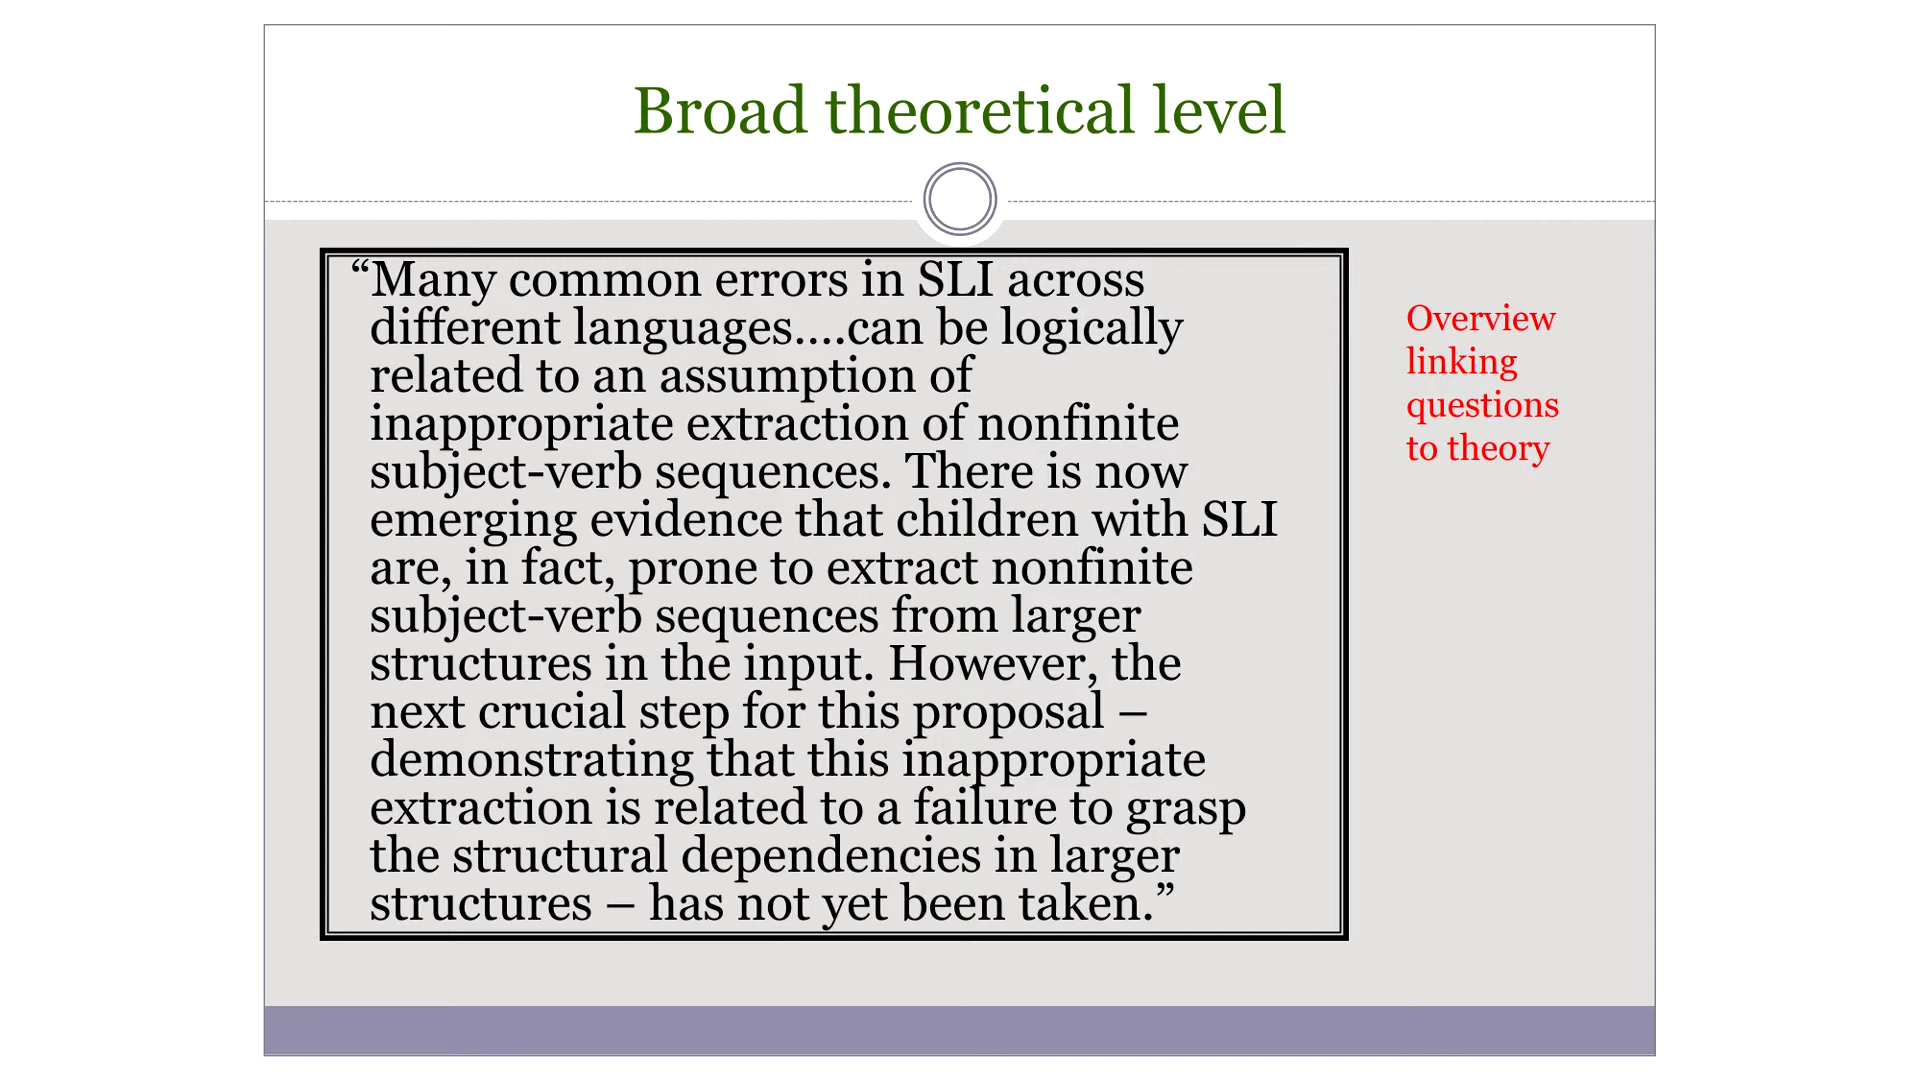 Broad theoretical level
“Many common errors in SLI across
different languages....can be logically
related to an assumption of
inappropriate extraction of nonfinite
subject-verb sequences. There is now
emerging evidence that children with SLI
are, in fact, prone to extract nonfinite
subject-verb sequences from larger
structures in the input. However, the
next crucial step for this proposal –
demonstrating that this inappropriate
extraction is related to a failure to grasp
the structural dependencies in larger
structures – has not yet been taken.”
Overview
linking
questions
to theory